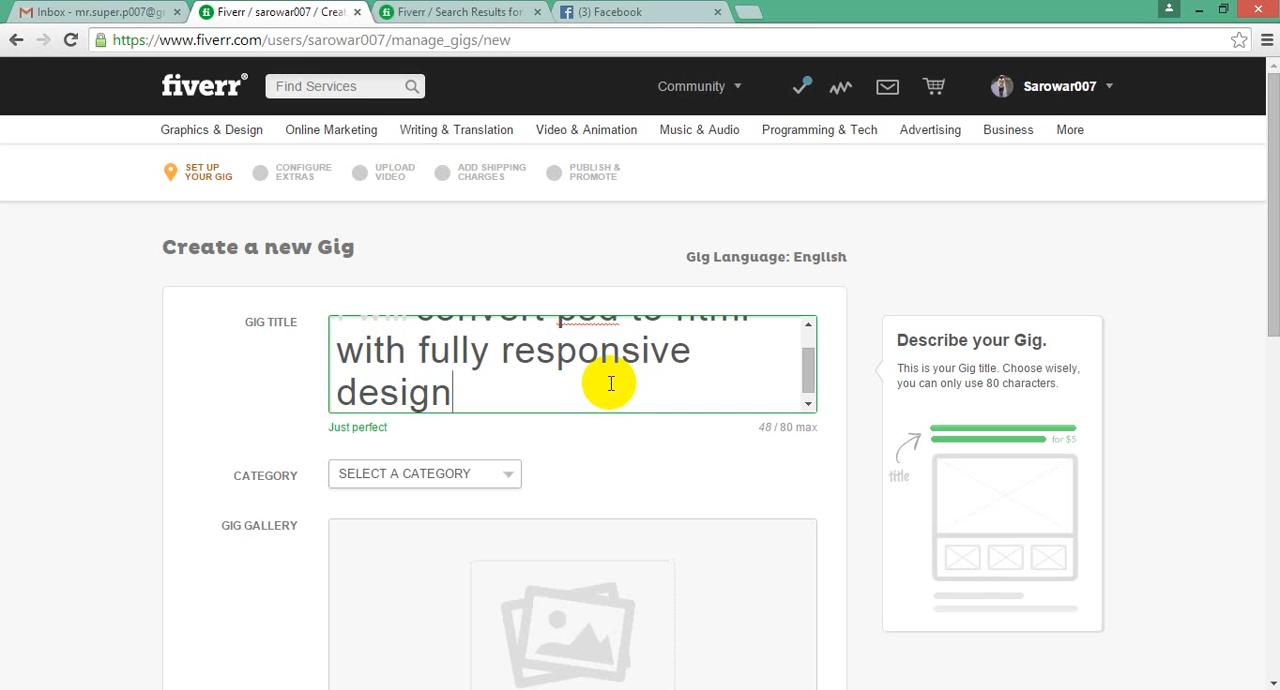 Inbox - mr.super.p007@g
Fiverr / sarowar007 / Crea
Fiverr / Search Results for
(3) Facebook
https://www.fiverr.com/users/sarowar007/manage_gigs/new
fiverr®
Find Services
Community
Sarowar007
Graphics & Design Online Marketing Writing & Translation Video & Animation Music & Audio Programming & Tech Advertising Business More
SET UP
YOUR GIG
CONFIGURE
EXTRAS
UPLOAD
VIDEO
ADD SHIPPING
CHARGES
PUBLISH &
PROMOTE
Create a new Gig
Gig Language: English
GIG TITLE
I will convert psd to html
with fully responsive
design
Just perfect
48 / 80 max
CATEGORY
SELECT A CATEGORY
GIG GALLERY
Describe your Gig.
This is your Gig title. Choose wisely,
you can only use 80 characters.
for $5
title